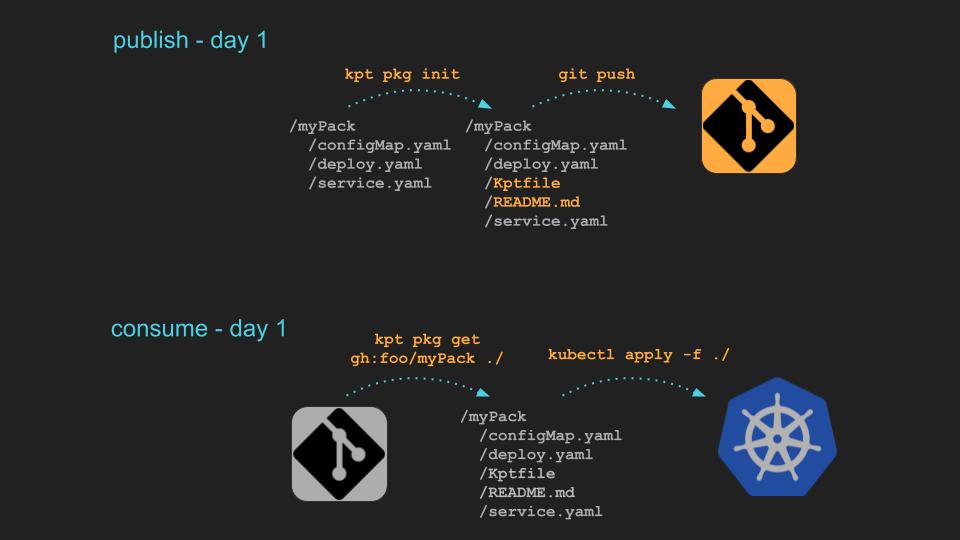 publish - day 1
kpt pkg init
git push
/myPack
/configMap.yaml
/deploy.yaml
/service.yaml
/myPack
/configMap.yaml
/deploy.yaml
/Kptfile
/README.md
/service.yaml
consume - day 1
kpt pkg get
gh:foo/myPack ./
kubectl apply -f ./
/myPack
/configMap.yaml
/deploy.yaml
/Kptfile
/README.md
/service.yaml